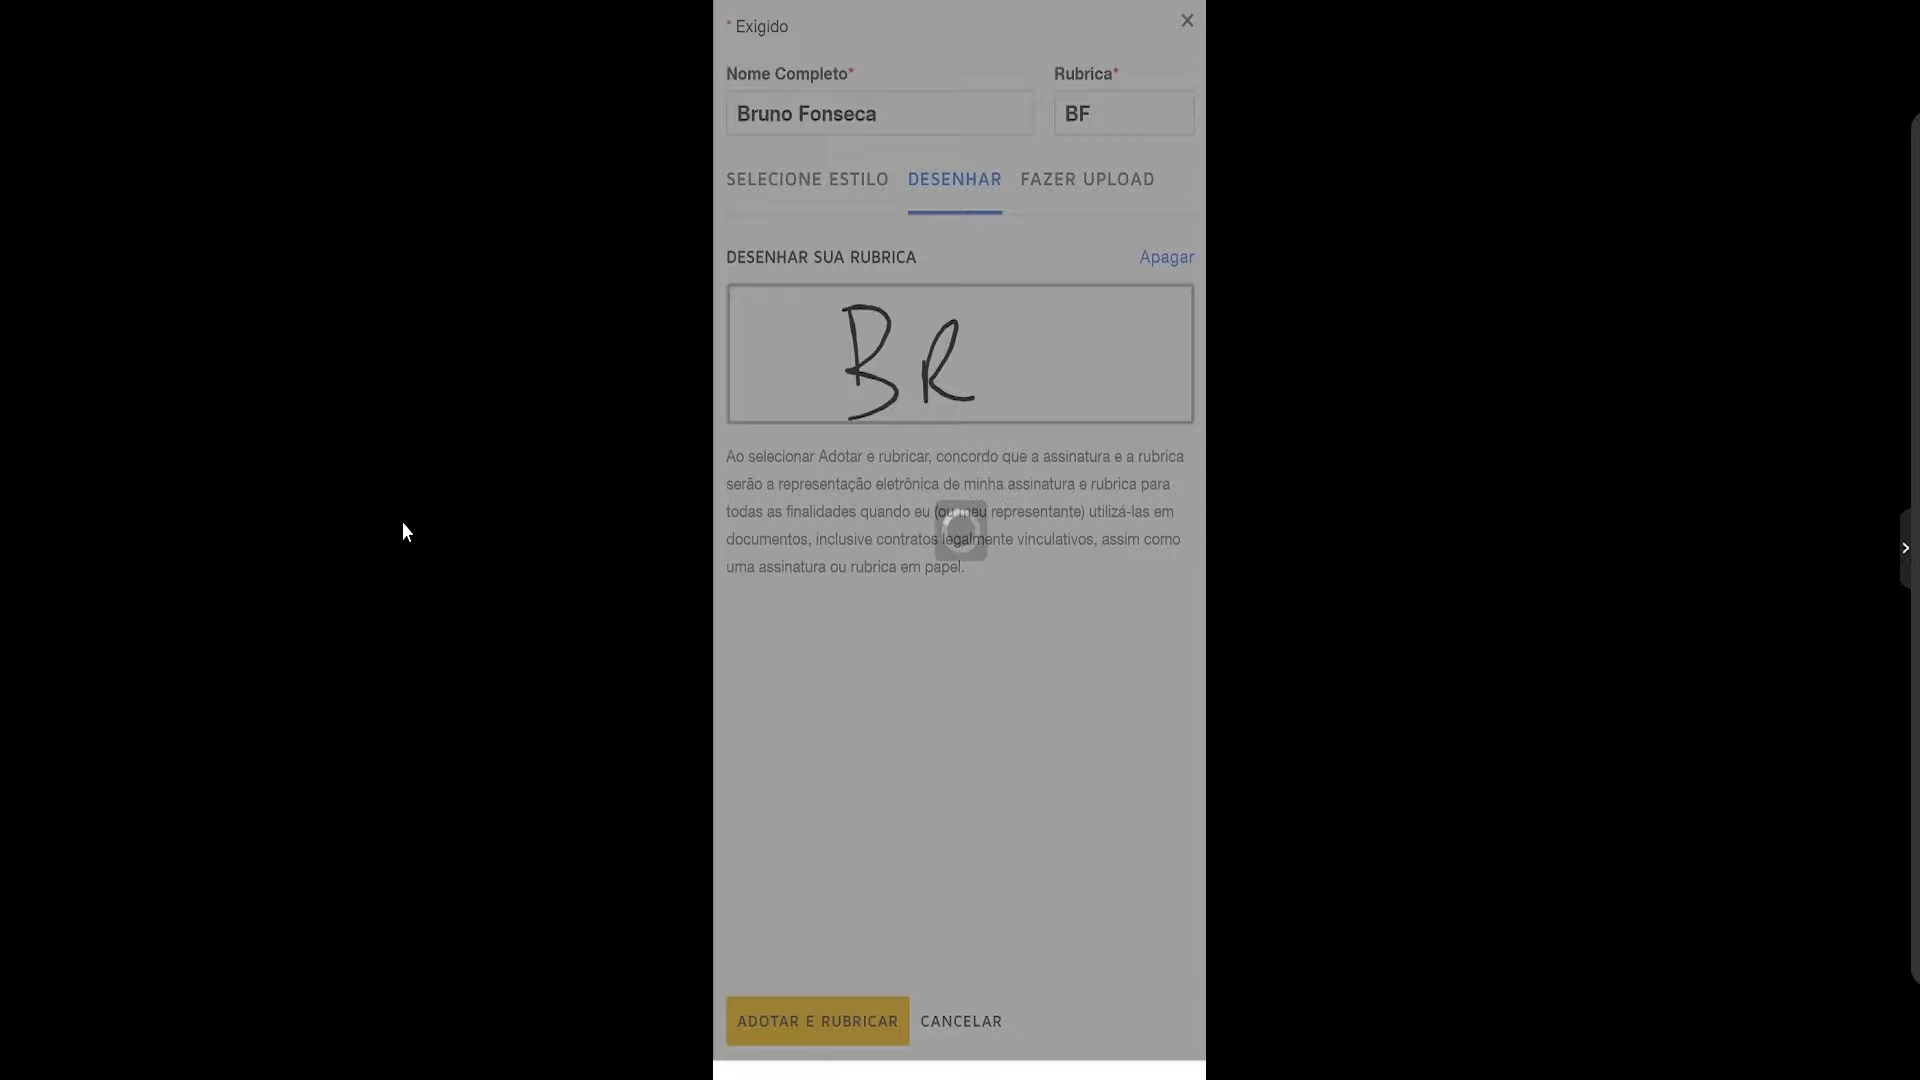 * Exigido
Nome Completo* Rubrica*
Bruno Fonseca BF
SELECIONE ESTILO DESENHAR FAZER UPLOAD
DESENHAR SUA RUBRICA Apagar
BR
Ao selecionar Adotar e rubricar, concordo que a assinatura e a rubrica
serão a representação eletrônica de minha assinatura e rubrica para
todas as finalidades quando eu (ou meu representante) utilizá-las em
documentos, inclusive contratos legalmente vinculativos, assim como
uma assinatura ou rubrica em papel.
ADOTAR E RUBRICAR CANCELAR